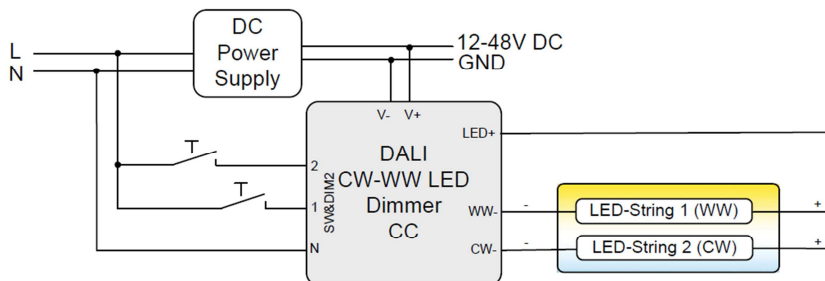 L
N
DC
Power
Supply
12-48V DC
GND
V-
V+
LED+
DALI
CW-WW LED
Dimmer
CC
SW&DIM2
2
1
N
WW-
CW-
-
LED-String 1 (WW)
+
-
LED-String 2 (CW)
+